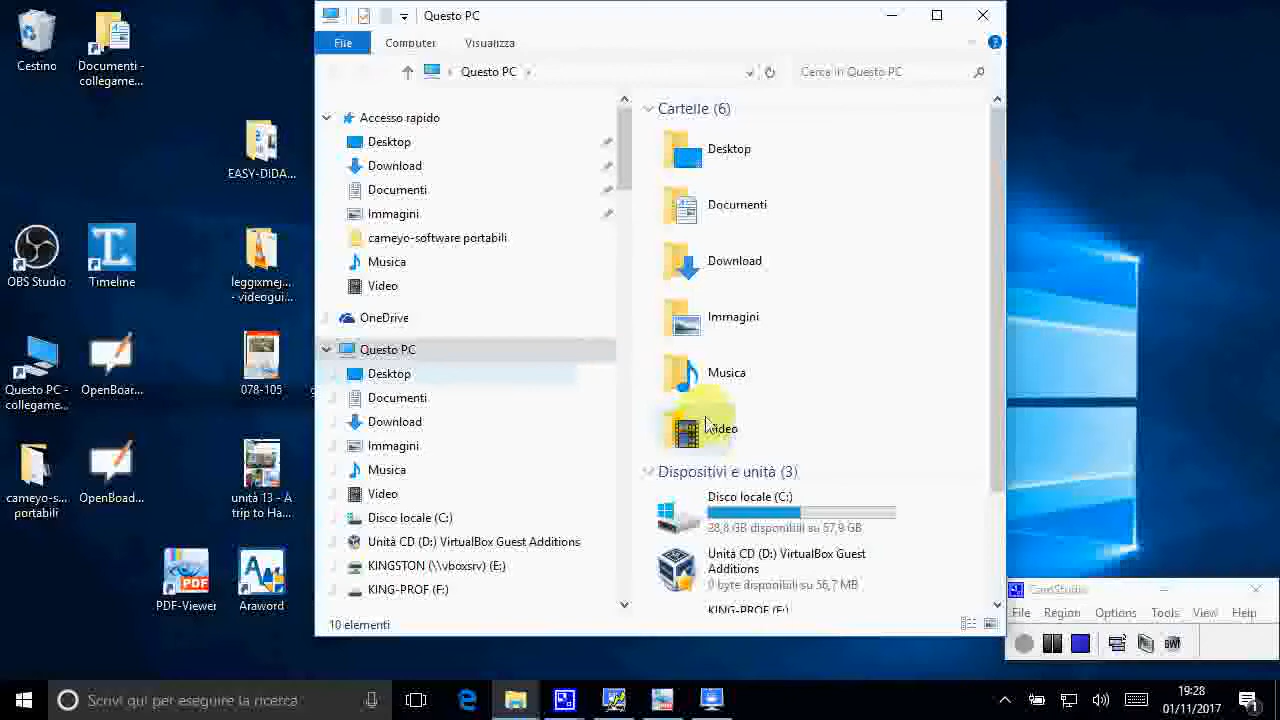 Questo PC
File
Computer
Visualizza
Questo PC
Cerca in Questo PC
Accesso rapido
Desktop
Download
Documenti
Immagini
cameyo-software portabili
Musica
Video
OneDrive
Questo PC
Desktop
Documenti
Download
Immagini
Musica
Video
Disco locale (C:)
Unità CD (D:) VirtualBox Guest Additions
KINGSTON (\\vboxsrv) (E:)
KING-PROF (F:)
10 elementi
Cartelle (6)
Desktop
Documenti
Download
Immagini
Musica
Video
Dispositivi e unità (3)
Disco locale (C:)
28,8 GB disponibili su 57,9 GB
Unità CD (D:) VirtualBox Guest
Additions
0 byte disponibili su 56,7 MB
KING-PROF (F:)
Cestino
Documenti -
collegame...
EASY-DIDA...
OBS Studio
Timeline
leggixmej...
- videogui...
Questo PC -
collegame...
OpenBoar...
078-105
cameyo-s...
portabili
OpenBoad...
unità 13 - A
trip to Ha...
PDF
PDF-Viewer
Araword
CamStudio
File
Region
Options
Tools
View
Help
Scrivi qui per eseguire la ricerca
19:28
01/11/2017
1